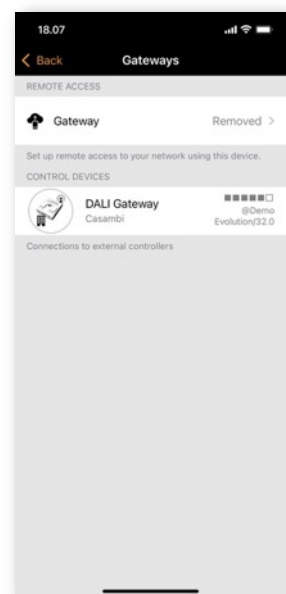 18.07
Back Gateways
REMOTE ACCESS
Gateway Removed
Set up remote access to your network using this device.
CONTROL DEVICES
DALI Gateway
Casambi
@Demo
Evolution/32.0
Connections to external controllers